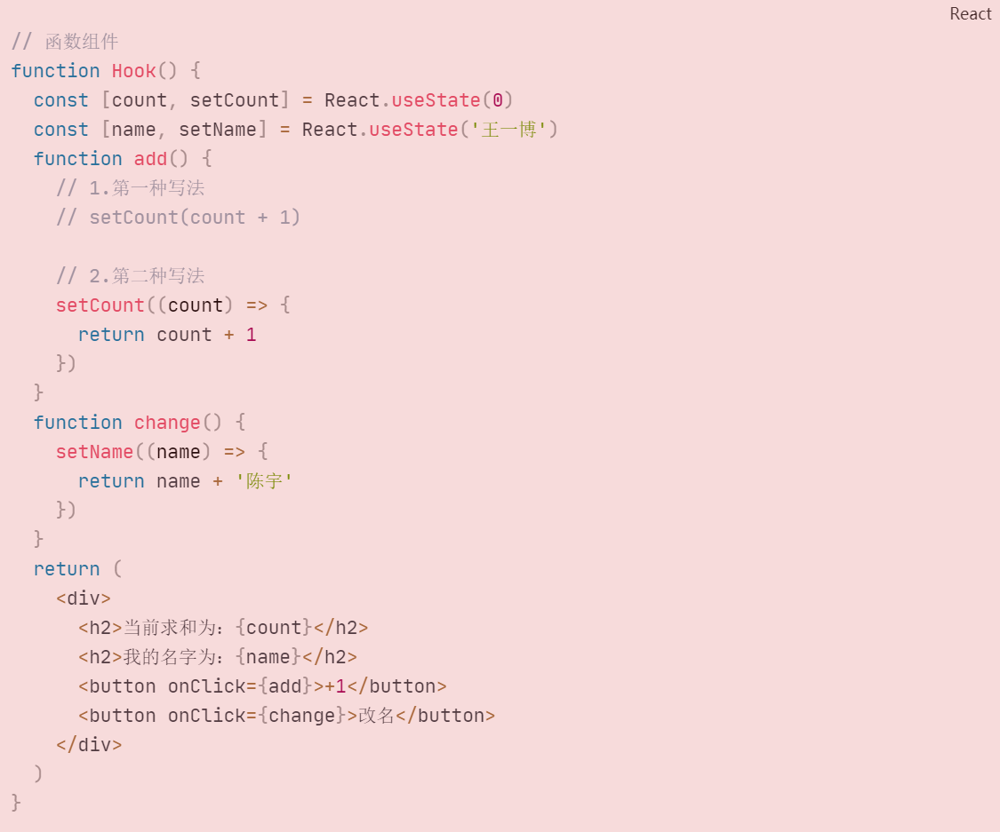 React
// 函数组件
function Hook() {
  const [count, setCount] = React.useState(0)
  const [name, setName] = React.useState('王一博')
  function add() {
    // 1.第一种写法
    // setCount(count + 1)

    // 2.第二种写法
    setCount((count) => {
      return count + 1
    })
  }
  function change() {
    setName((name) => {
      return name + '陈宇'
    })
  }
  return (
    <div>
      <h2>当前求和为：{count}</h2>
      <h2>我的名字为：{name}</h2>
      <button onClick={add}>+1</button>
      <button onClick={change}>改名</button>
    </div>
  )
}